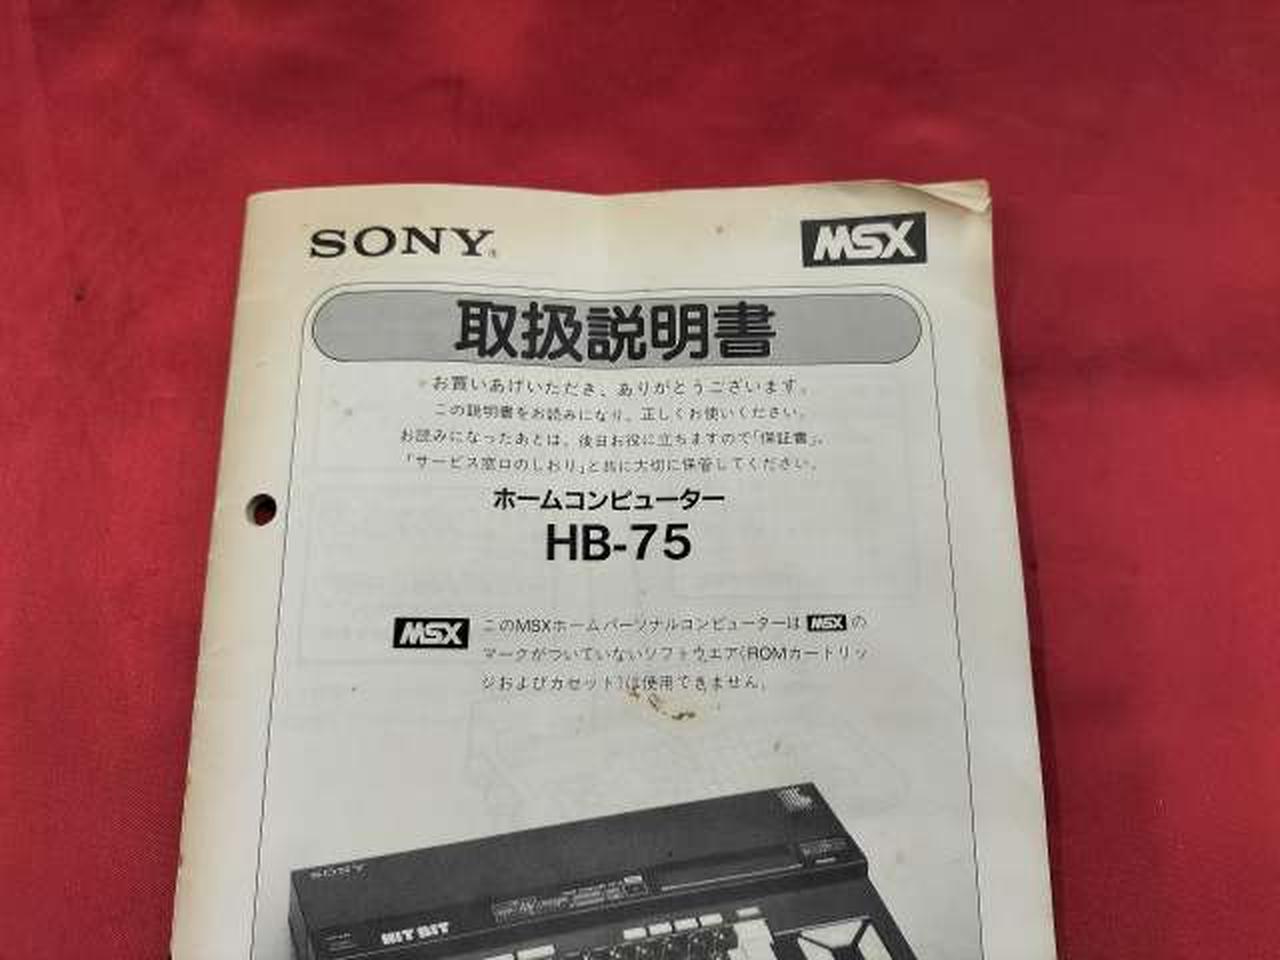 SONY®
MSX
取扱説明書
お買いあげいただき、ありがとうございます。
この説明書をお読みになり、正しくお使いください。
お読みになったあとは、後日お役に立ちますので「保証書」、
「サービス窓口のしおり」と共に大切に保管してください。
ホームコンピューター
HB-75
MSX
このMSXホームパーソナルコンピューターは MSX の
マークがついていないソフトウエア(ROMカートリッ
ジおよびカセット)は使用できません。
SONY
HIT BIT